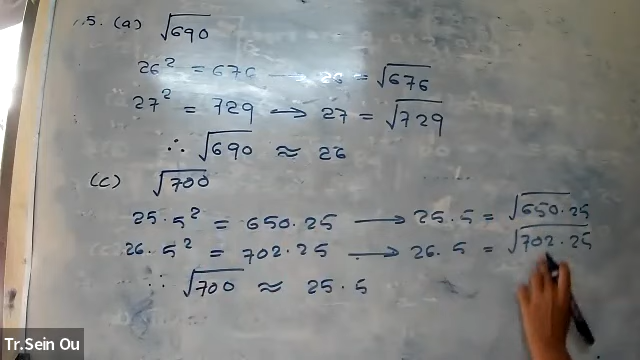 5. (a) √690
26² = 676 → 26 = √676
27² = 729 → 27 = √729
∴ √690 ≈ 26
(c) √700
25.5² = 650.25 → 25.5 = √650.25
26.5² = 702.25 → 26.5 = √702.25
∴ √700 ≈ 25.5
Tr.Sein Ou